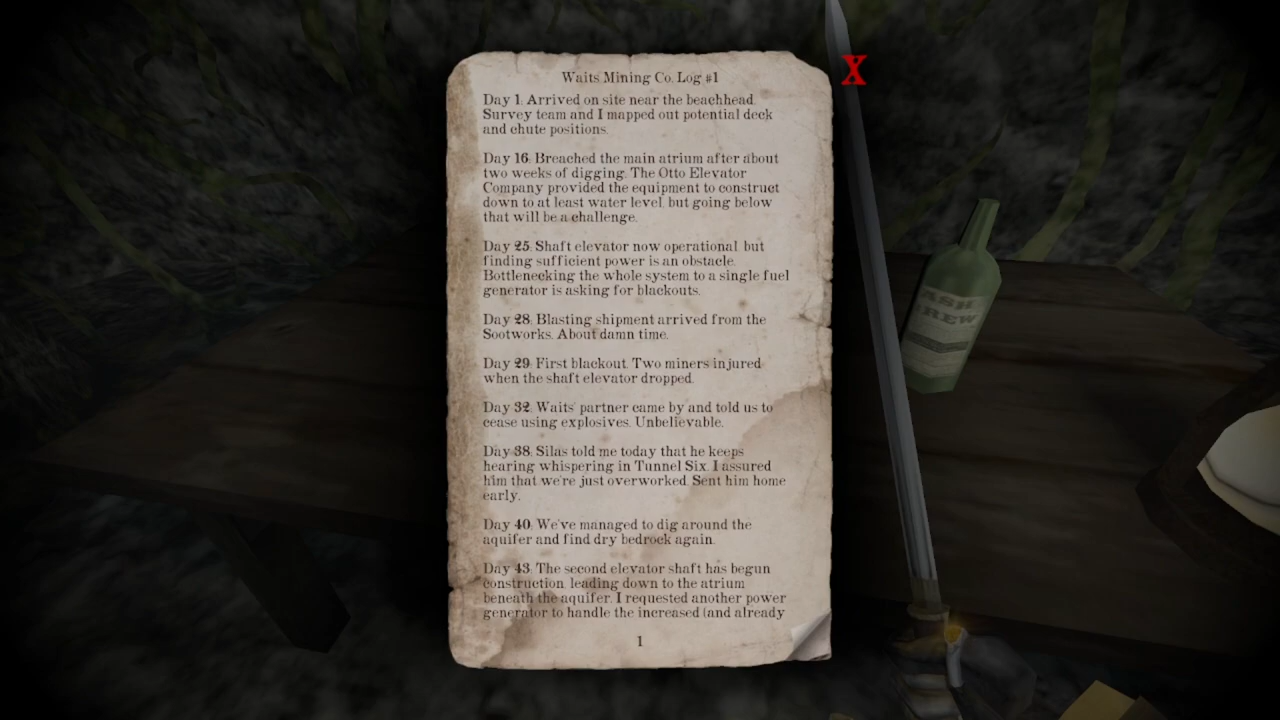 Waits Mining Co. Log #1
Day 1. Arrived on site near the beachhead.
Survey team and I mapped out potential deck
and chute positions.
Day 16. Breached the main atrium after about
two weeks of digging. The Otto Elevator
Company provided the equipment to construct
down to at least water level, but going below
that will be a challenge.
Day 25. Shaft elevator now operational, but
finding sufficient power is an obstacle.
Bottlenecking the whole system to a single fuel
generator is asking for blackouts.
Day 28. Blasting shipment arrived from the
Sootworks. About damn time.
Day 29. First blackout. Two miners injured
when the shaft elevator dropped.
Day 32. Waits' partner came by and told us to
cease using explosives. Unbelievable.
Day 38. Silas told me today that he keeps
hearing whispering in Tunnel Six. I assured
him that we're just overworked. Sent him home
early.
Day 40. We've managed to dig around the
aquifer and find dry bedrock again.
Day 43. The second elevator shaft has begun
construction, leading down to the atrium
beneath the aquifer. I requested another power
generator to handle the increased (and already
1
X
ASH
BREW